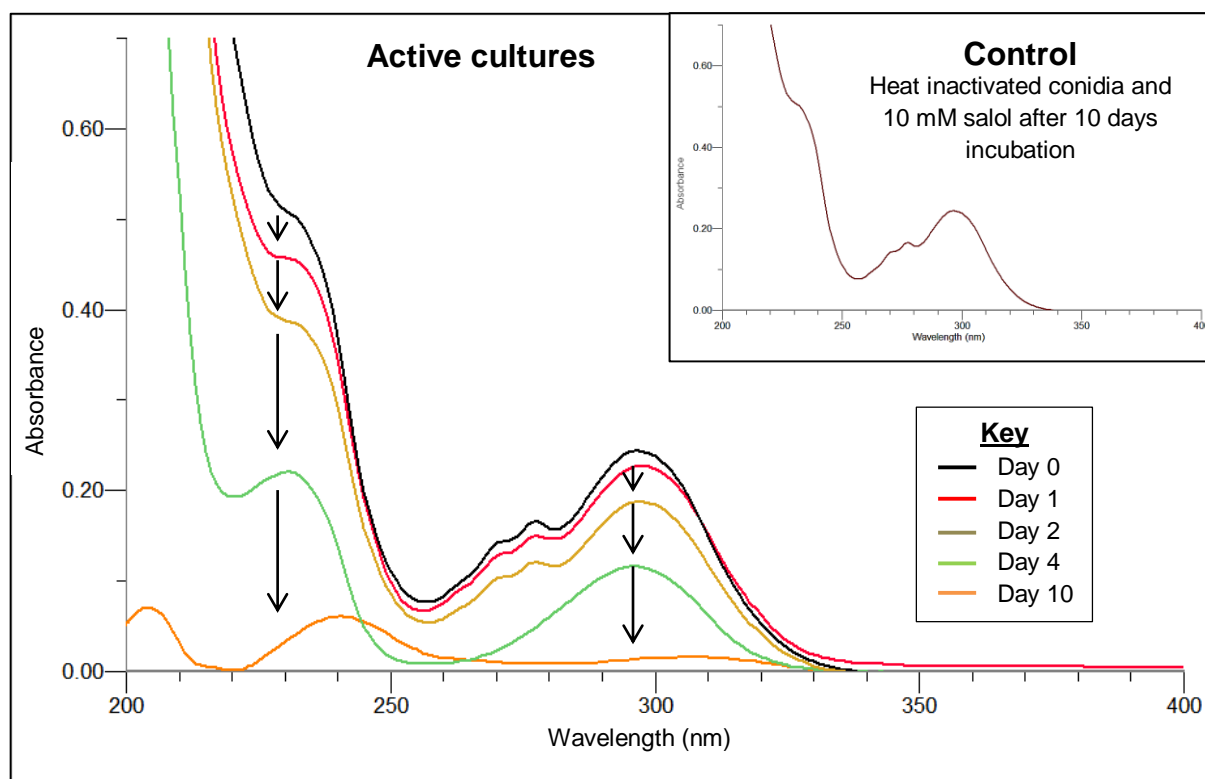 Active cultures
0.60
0.40
0.20
0.00
200
250
300
350
400
Absorbance
Wavelength (nm)
Control
Heat inactivated conidia and
10 mM salol after 10 days
incubation
0.60
0.40
0.20
0.00
200
250
300
350
400
Absorbance
Wavelength (nm)
Key
Day 0
Day 1
Day 2
Day 4
Day 10